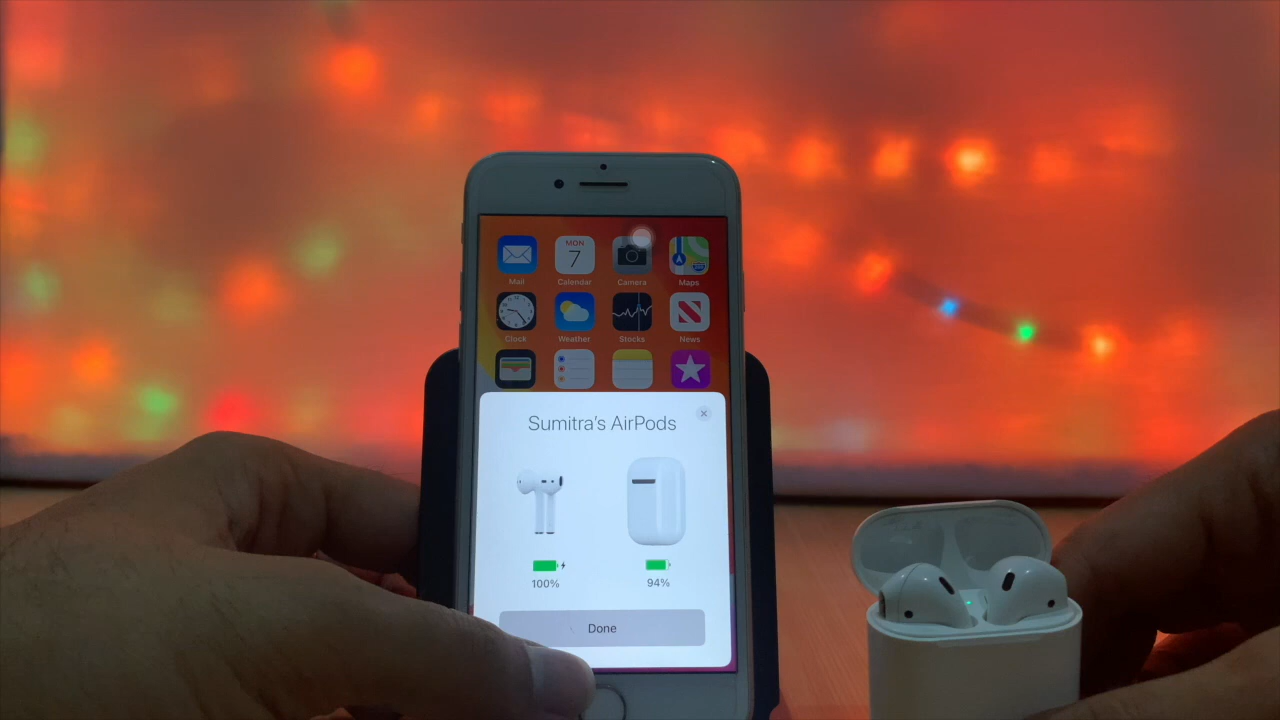 MON
7
Mail
Calendar
Camera
Maps
Clock
Weather
Stocks
News
Sumitra's AirPods
100%
94%
Done